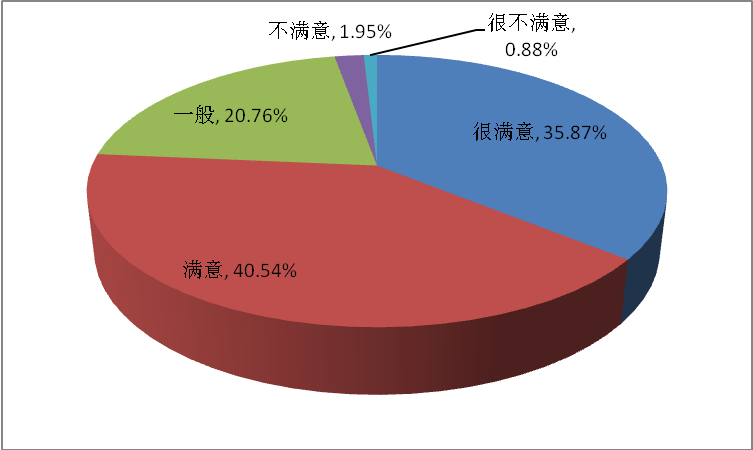 不满意, 1.95%
很不满意,
0.88%
一般, 20.76%
很满意, 35.87%
满意, 40.54%